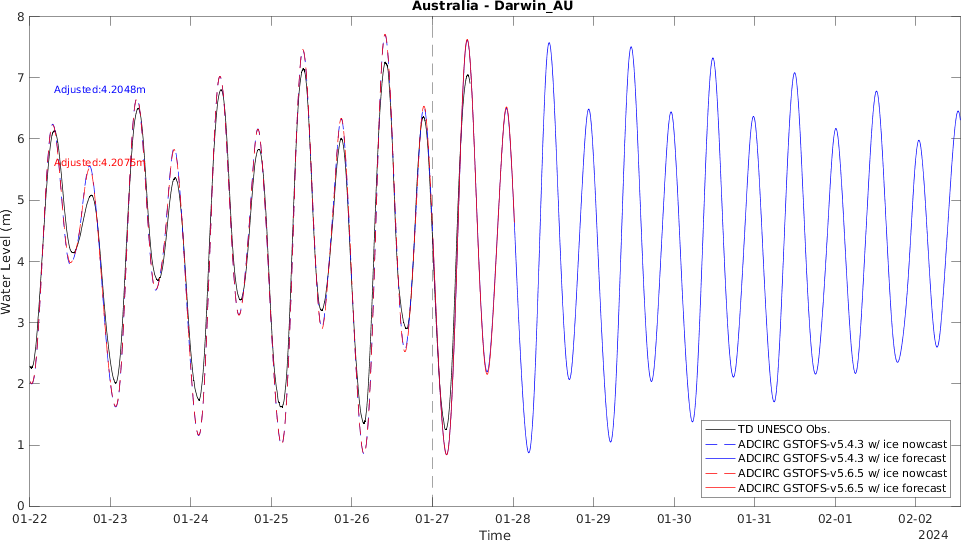 Australia - Darwin_AU
8
7
6
5
4
3
2
1
0
Water Level (m)
Adjusted:4.2048m
Adjusted:4.2075m
TD UNESCO Obs.
ADCIRC GSTOFS-v5.4.3 w/ ice nowcast
ADCIRC GSTOFS-v5.4.3 w/ ice forecast
ADCIRC GSTOFS-v5.6.5 w/ ice nowcast
ADCIRC GSTOFS-v5.6.5 w/ ice forecast
01-22 01-23 01-24 01-25 01-26 01-27 01-28 01-29 01-30 01-31 02-01 02-02
Time
2024